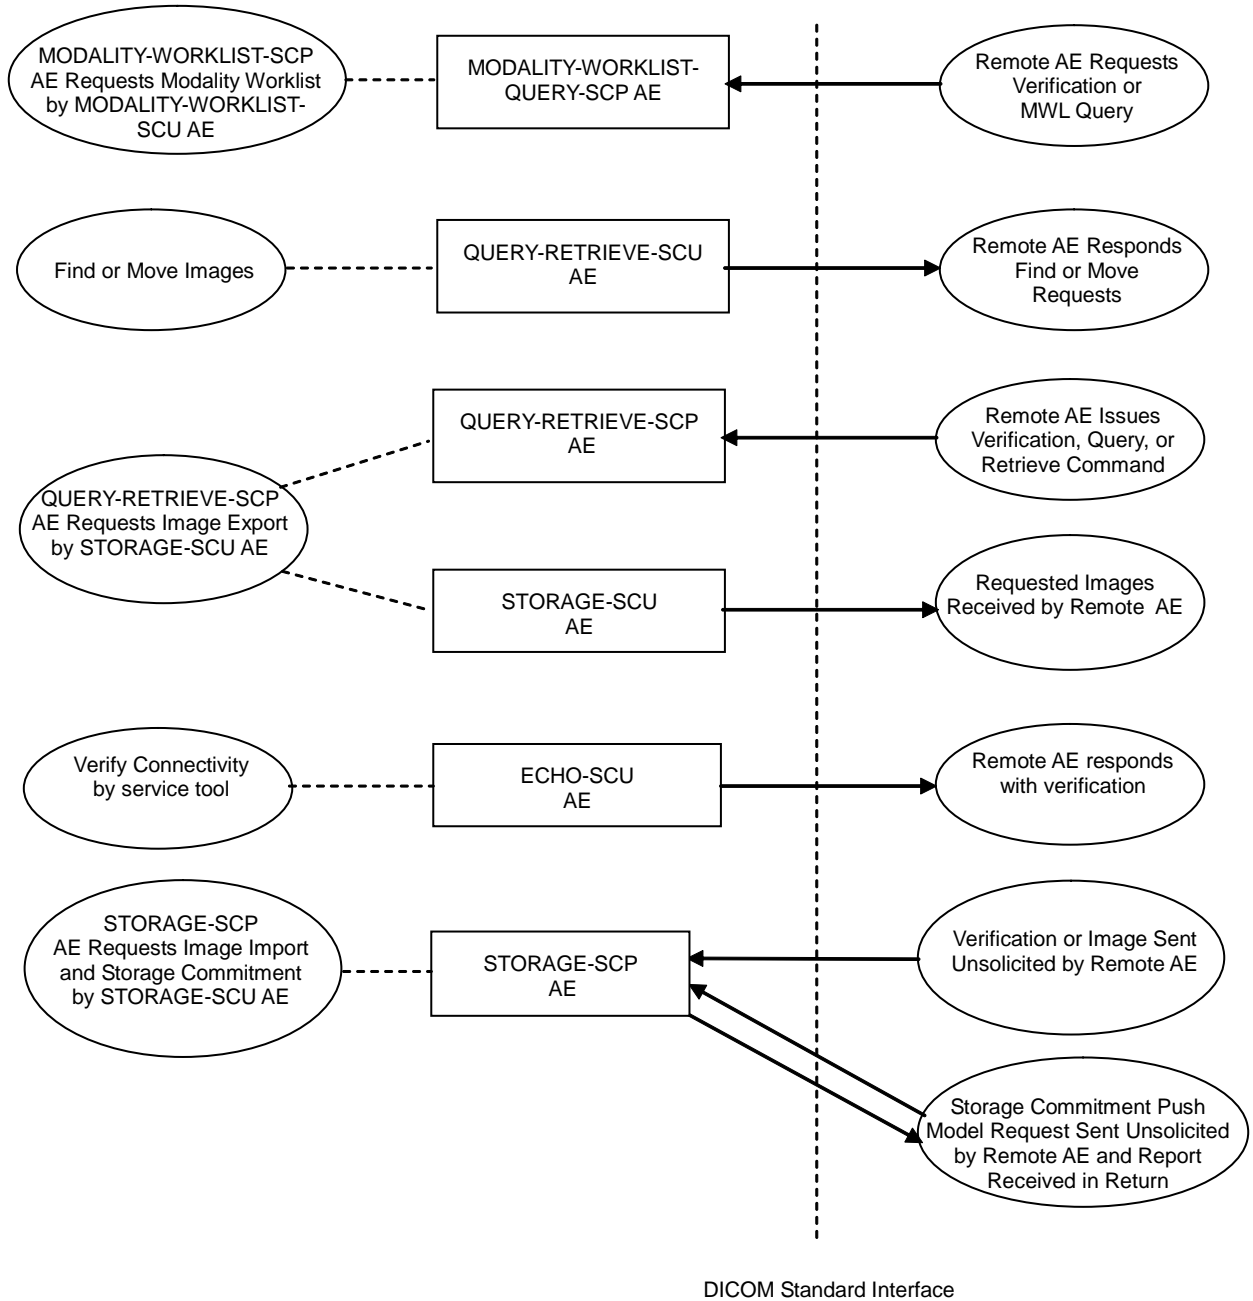 MODALITY-WORKLIST-SCP
AE Requests Modality Worklist
by MODALITY-WORKLIST-
SCU AE
MODALITY-WORKLIST-
QUERY-SCP AE
Remote AE Requests
Verification or
MWL Query
Find or Move Images
QUERY-RETRIEVE-SCU
AE
Remote AE Responds
Find or Move
Requests
QUERY-RETRIEVE-SCP
AE Requests Image Export
by STORAGE-SCU AE
QUERY-RETRIEVE-SCP
AE
Remote AE Issues
Verification, Query, or
Retrieve Command
STORAGE-SCU
AE
Requested Images
Received by Remote AE
Verify Connectivity
by service tool
ECHO-SCU
AE
Remote AE responds
with verification
STORAGE-SCP
AE Requests Image Import
and Storage Commitment
by STORAGE-SCU AE
STORAGE-SCP
AE
Verification or Image Sent
Unsolicited by Remote AE
Storage Commitment Push
Model Request Sent Unsolicited
by Remote AE and Report
Received in Return
DICOM Standard Interface